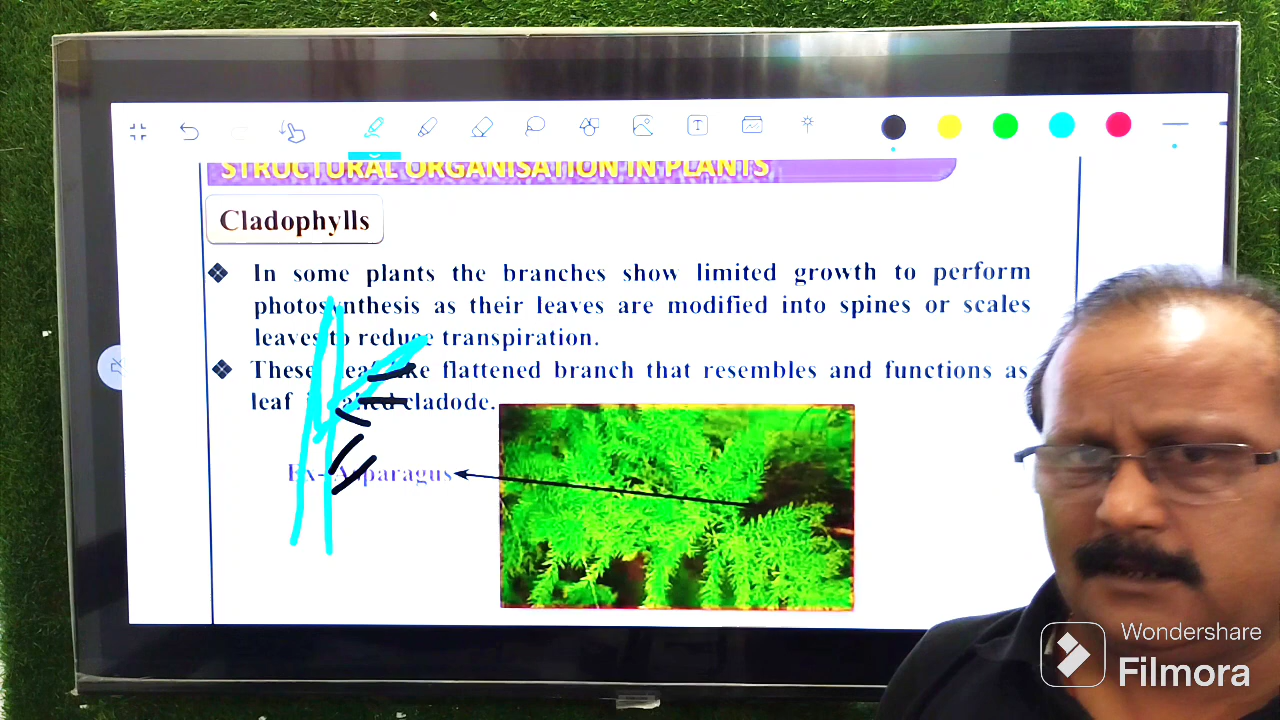 STRUCTURAL ORGANISATION IN PLANTS
Cladophylls
In some plants the branches show limited growth to perform
photosynthesis as their leaves are modified into spines or scales
leaves to reduce transpiration.
These leaf like flattened branch that resembles and functions as
leaf is called cladode.
Ex- Asparagus
Wondershare
Filmora